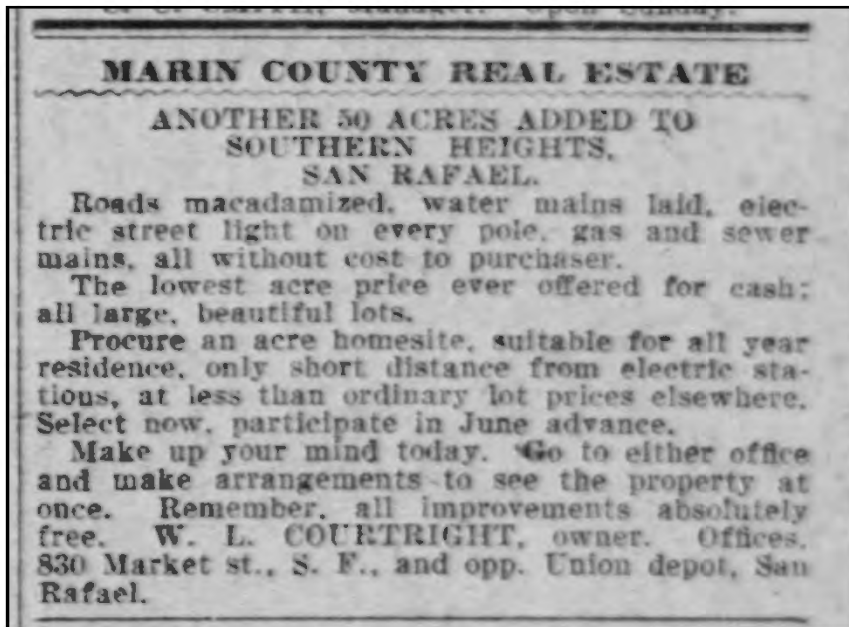 Manager. Open Sunday.
MARIN COUNTY REAL ESTATE
ANOTHER 50 ACRES ADDED TO
SOUTHERN HEIGHTS,
SAN RAFAEL.
Roads macadamized, water mains laid, elec-
tric street light on every pole, gas and sewer
mains, all without cost to purchaser.
The lowest acre price ever offered for cash;
all large, beautiful lots.
Procure an acre homesite, suitable for all year
residence, only short distance from electric sta-
tions, at less than ordinary lot prices elsewhere.
Select now, participate in June advance.
Make up your mind today. Go to either office
and make arrangements to see the property at
once. Remember, all improvements absolutely
free. W. L. COURTRIGHT, owner. Offices,
830 Market st., S. F., and opp. Union depot, San
Rafael.